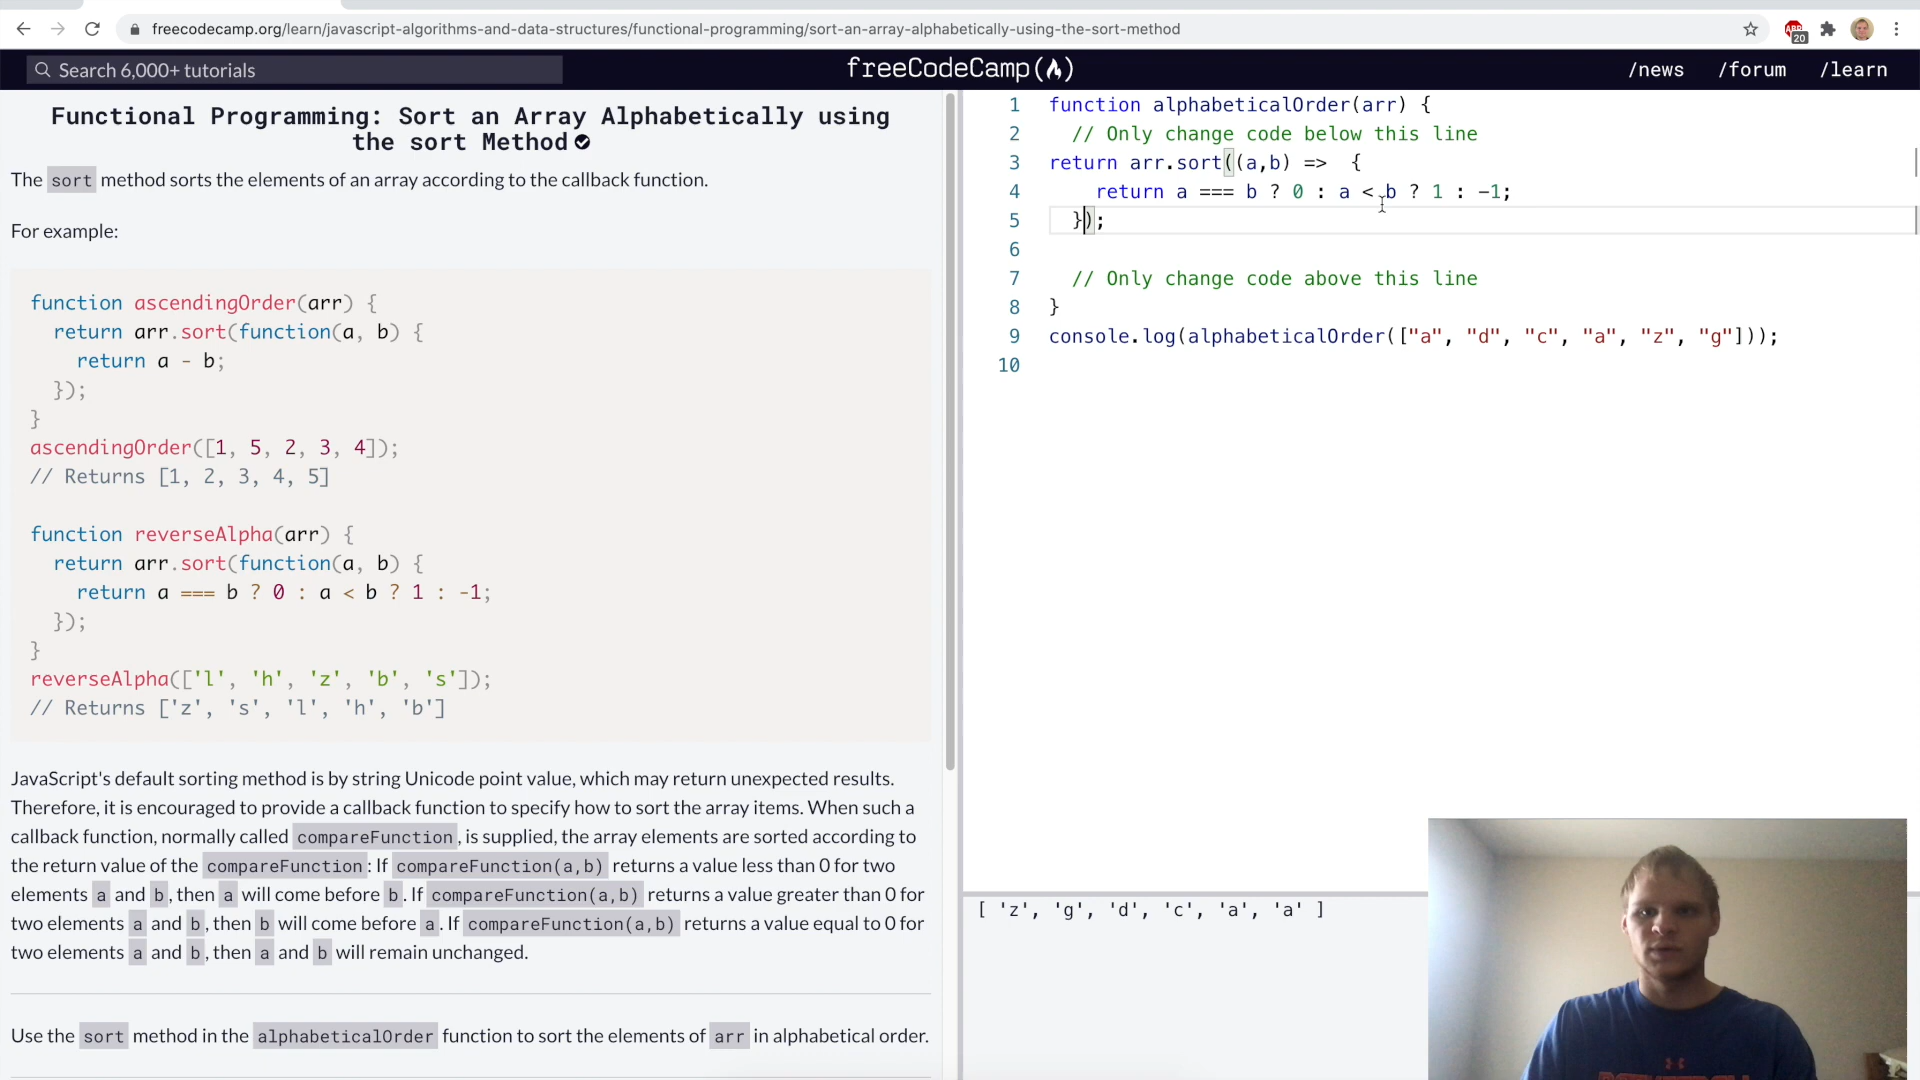 freecodecamp.org/learn/javascript-algorithms-and-data-structures/functional-programming/sort-an-array-alphabetically-using-the-sort-method
20
Search 6,000+ tutorials
freeCodeCamp
/news
/forum
/learn
Functional Programming: Sort an Array Alphabetically using
the sort Method
The sort method sorts the elements of an array according to the callback function.
For example:
function ascendingOrder(arr) {
  return arr.sort(function(a, b) {
    return a - b;
  });
}
ascendingOrder([1, 5, 2, 3, 4]);
// Returns [1, 2, 3, 4, 5]
function reverseAlpha(arr) {
  return arr.sort(function(a, b) {
    return a === b ? 0 : a < b ? 1 : -1;
  });
}
reverseAlpha(['l', 'h', 'z', 'b', 's']);
// Returns ['z', 's', 'l', 'h', 'b']
JavaScript's default sorting method is by string Unicode point value, which may return unexpected results.
Therefore, it is encouraged to provide a callback function to specify how to sort the array items. When such a
callback function, normally called compareFunction, is supplied, the array elements are sorted according to
the return value of the compareFunction: If compareFunction(a,b) returns a value less than 0 for two
elements a and b, then a will come before b. If compareFunction(a,b) returns a value greater than 0 for
two elements a and b, then b will come before a. If compareFunction(a,b) returns a value equal to 0 for
two elements a and b, then a and b will remain unchanged.
Use the sort method in the alphabeticalOrder function to sort the elements of arr in alphabetical order.
1 function alphabeticalOrder(arr) {
2   // Only change code below this line
3 return arr.sort((a,b) =>  {
4     return a === b ? 0 : a < b ? 1 : -1;
5   });
6
7   // Only change code above this line
8 }
9 console.log(alphabeticalOrder(["a", "d", "c", "a", "z", "g"]));
10
[ 'z', 'g', 'd', 'c', 'a', 'a' ]